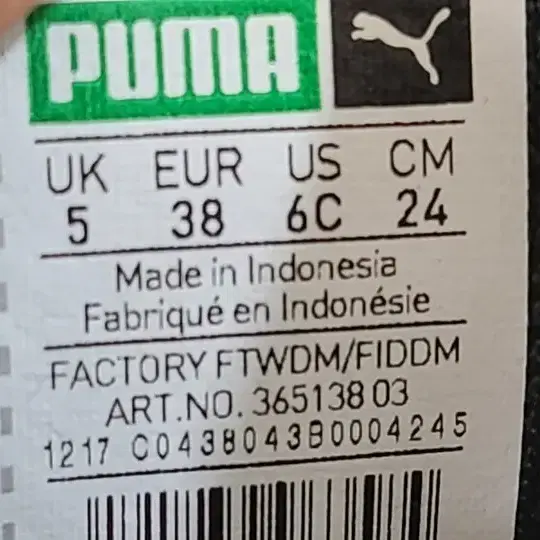 PUMA
UK EUR US CM
5 38 6C 24
Made in Indonesia
Fabriqué en Indonésie
FACTORY FTWDM/FIDDM
ART.NO. 365138 03
1217 C0438043B0004245